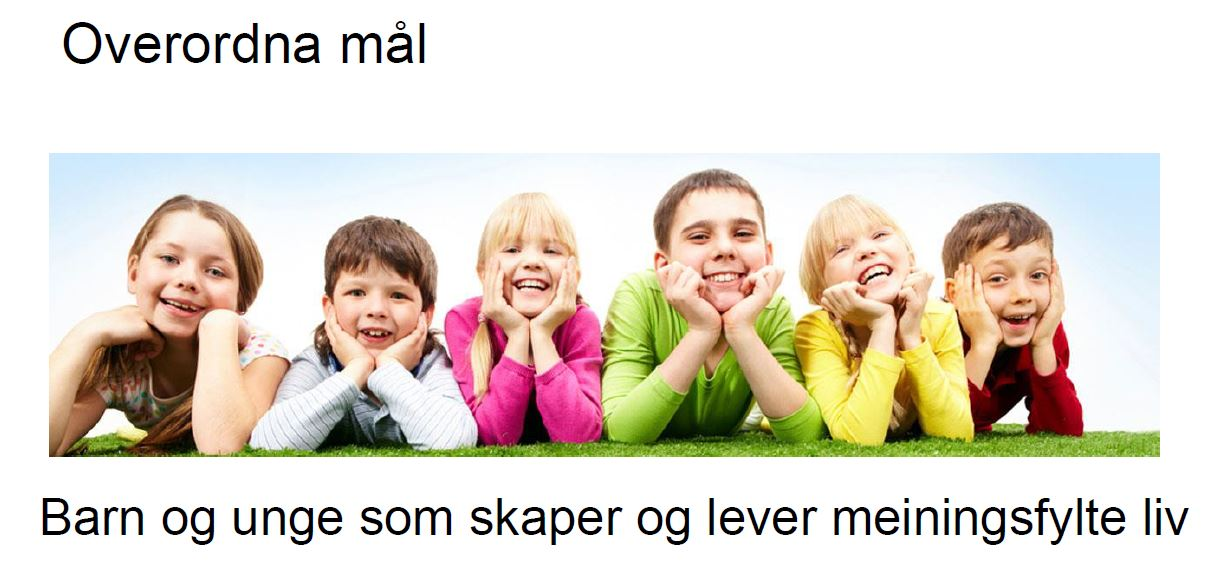 Overordna mål
Barn og unge som skaper og lever meiningsfylte liv